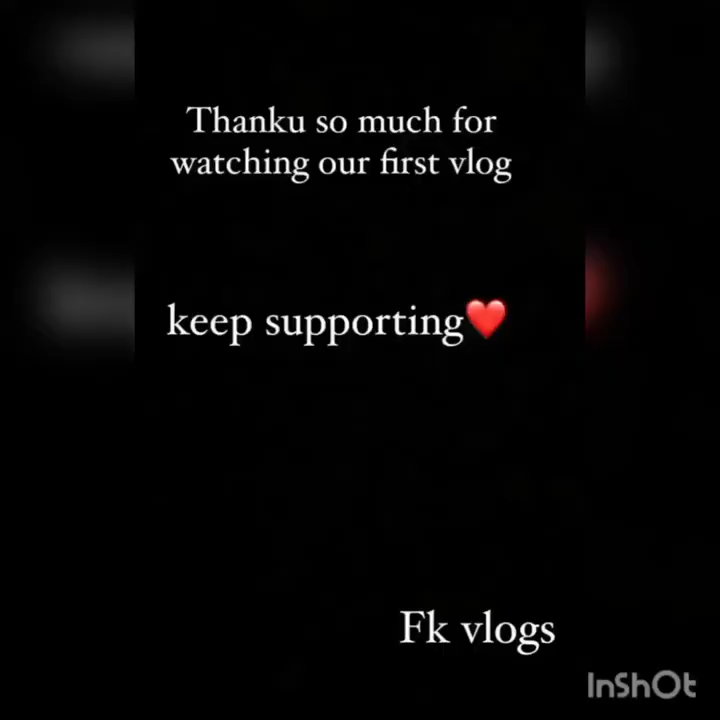 Thanku so much for
watching our first vlog
keep supporting❤️
Fk vlogs
InShOt